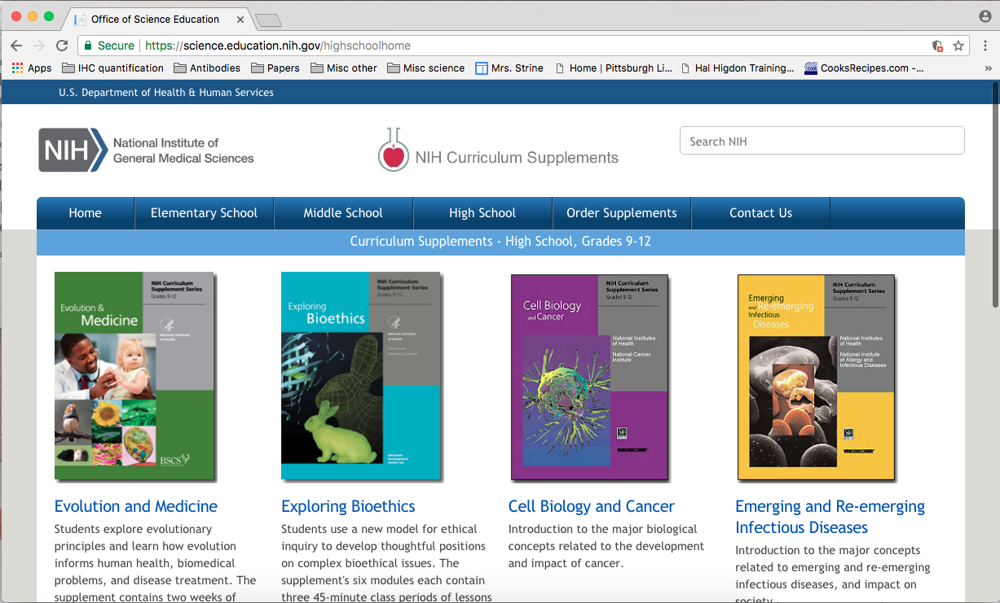 Office of Science Education
Secure
https://science.education.nih.gov/highschoolhome
Apps
IHC quantification
Antibodies
Papers
Misc other
Misc science
Mrs. Strine
Home | Pittsburgh Li...
Hal Higdon Training...
CooksRecipes.com -...
»
U.S. Department of Health & Human Services
NIH
National Institute of
General Medical Sciences
NIH Curriculum Supplements
Search NIH
Home
Elementary School
Middle School
High School
Order Supplements
Contact Us
Curriculum Supplements - High School, Grades 9-12
NIH Curriculum
Supplement Series
Grades 9-12
Evolution &
Medicine
National Institutes
of Health
BSCS
NIH Curriculum
Supplement Series
Grades 9-12
Exploring
Bioethics
National Institutes
of Health
Education
Development
Center, Inc.
NIH Curriculum
Supplement Series
Grades 9-12
Cell Biology
and Cancer
National Institutes
of Health
National Cancer
Institute
VIDEODISCOVERY
NIH Curriculum
Supplement Series
Grades 9-12
Emerging
and Re-emerging
Infectious
Diseases
National Institutes
of Health
National Institute
of Allergy and
Infectious Diseases
VIDEODISCOVERY
Evolution and Medicine
Students explore evolutionary
principles and learn how evolution
informs human health, biomedical
problems, and disease treatment. The
supplement contains two weeks of
Exploring Bioethics
Students use a new model for ethical
inquiry to develop thoughtful positions
on complex bioethical issues. The
supplement's six modules each contain
three 45-minute class periods of lessons
Cell Biology and Cancer
Introduction to the major biological
concepts related to the development
and impact of cancer.
Emerging and Re-emerging
Infectious Diseases
Introduction to the major concepts
related to emerging and re-emerging
infectious diseases, and impact on
society.